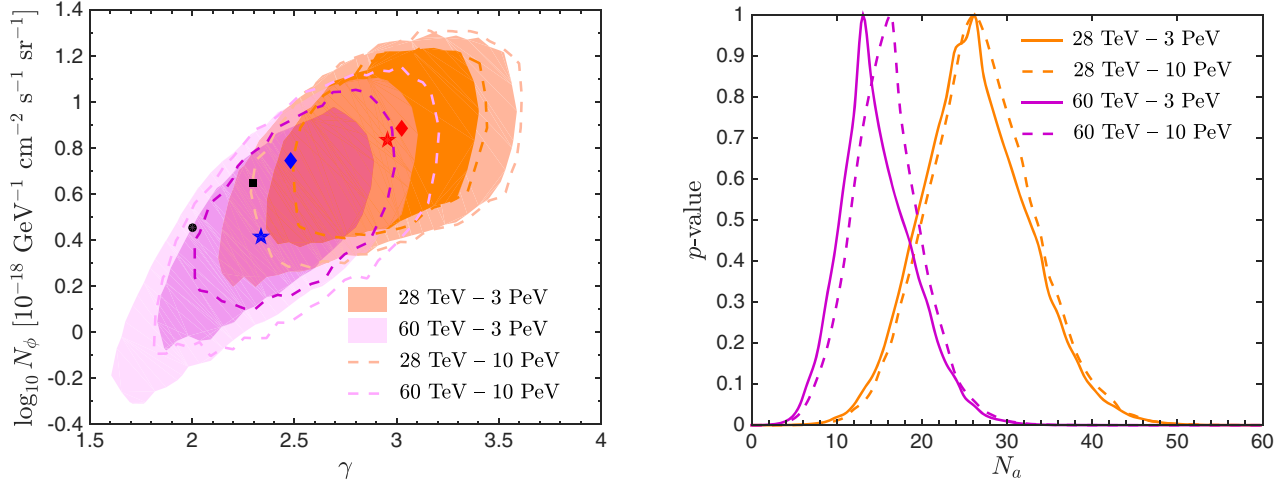 log₁₀ N_ϕ [10⁻¹⁸ GeV⁻¹ cm⁻² s⁻¹ sr⁻¹]
1.4
1.2
1
0.8
0.6
0.4
0.2
0
-0.2
-0.4
1.5
2
2.5
3
3.5
4
γ
28 TeV – 3 PeV
60 TeV – 3 PeV
28 TeV – 10 PeV
60 TeV – 10 PeV
p-value
1
0.9
0.8
0.7
0.6
0.5
0.4
0.3
0.2
0.1
0
0
10
20
30
40
50
60
N_a
28 TeV – 3 PeV
28 TeV – 10 PeV
60 TeV – 3 PeV
60 TeV – 10 PeV